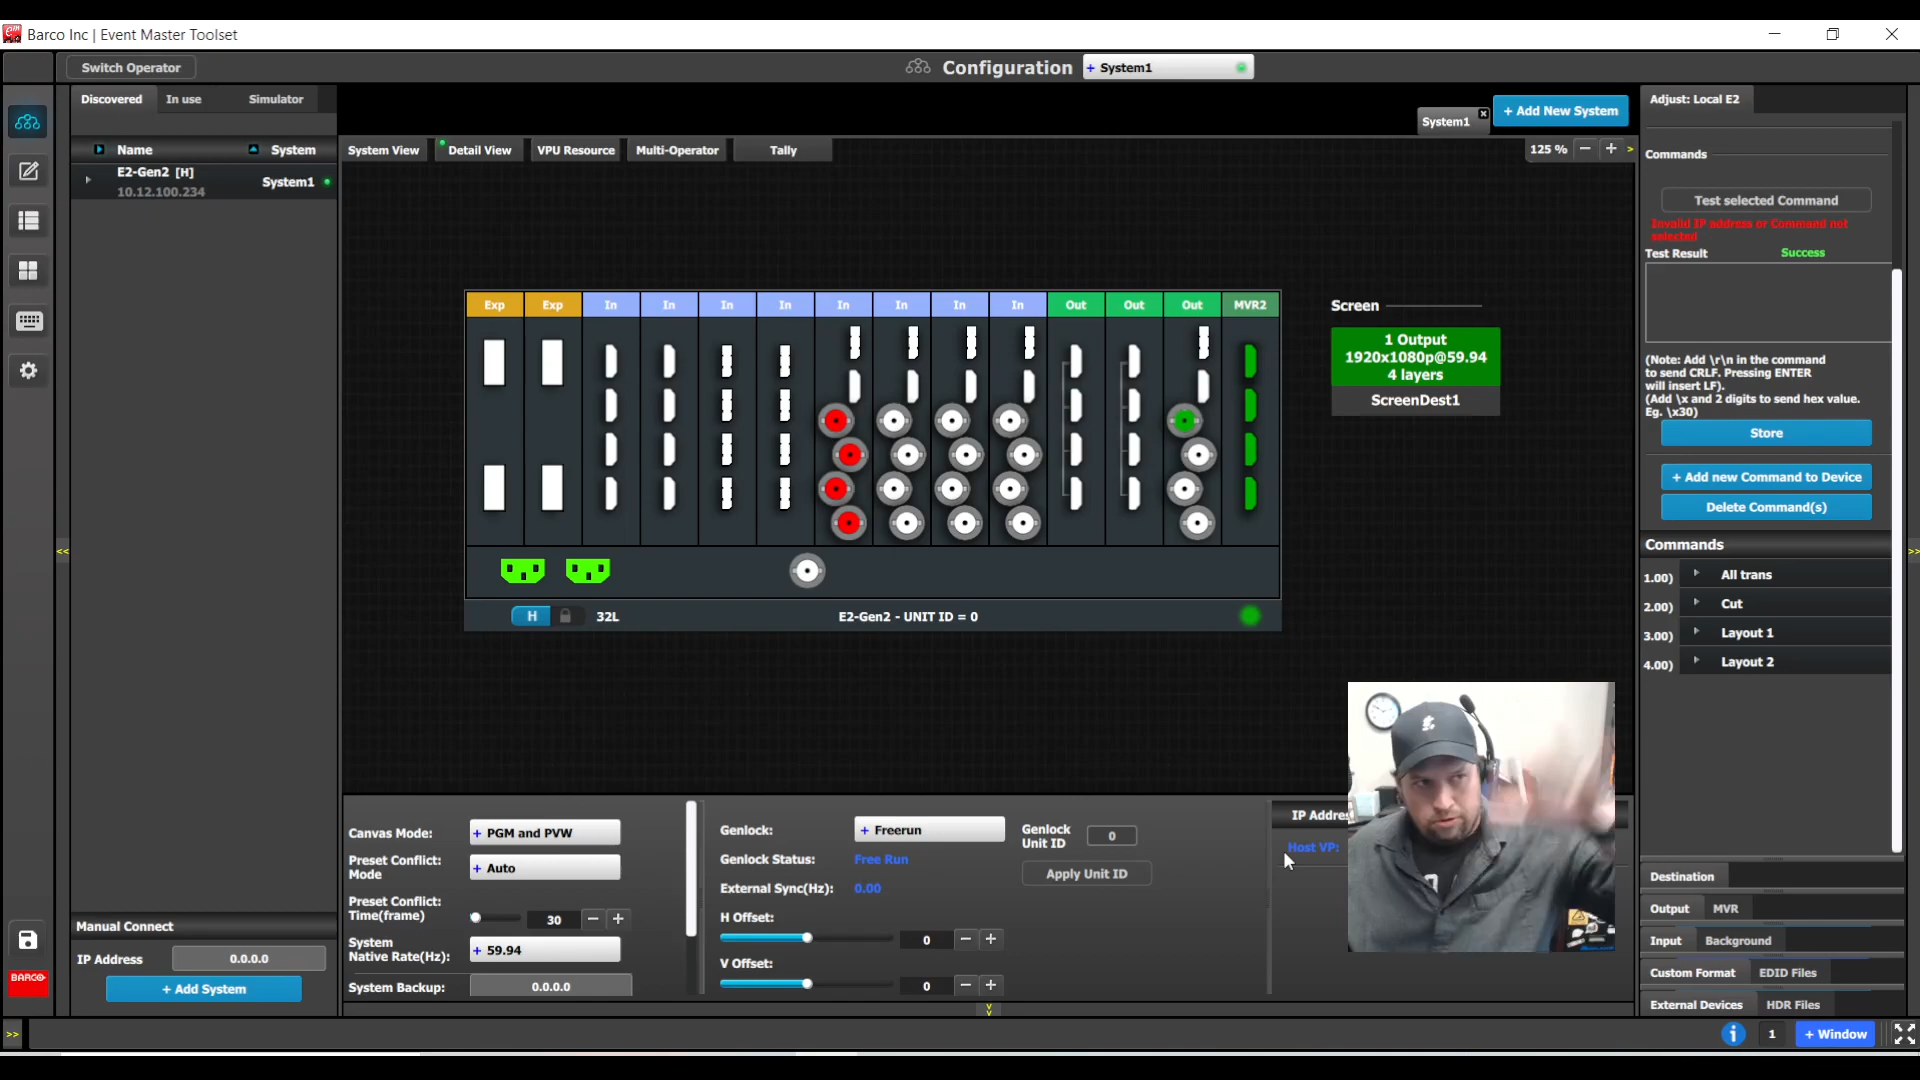 Barco Inc | Event Master Toolset
Switch Operator
Configuration
+ System1
Discovered
In use
Simulator
Name
System
E2-Gen2 [H]
10.12.100.234
System1
System1
+ Add New System
System View
Detail View
VPU Resource
Multi-Operator
Tally
125 %
Exp
Exp
In
In
In
In
In
In
In
In
Out
Out
Out
MVR2
H
32L
E2-Gen2 - UNIT ID = 0
Screen
1 Output
1920x1080p@59.94
4 layers
ScreenDest1
Adjust: Local E2
Commands
Test selected Command
Invalid IP address or Command not
selected
Test Result
Success
(Note: Add \r\n in the command
to send CRLF. Pressing ENTER
will insert LF).
(Add \x and 2 digits to send hex value.
Eg. \x30)
Store
+ Add new Command to Device
Delete Command(s)
Commands
1.00) All trans
2.00) Cut
3.00) Layout 1
4.00) Layout 2
Canvas Mode:
+ PGM and PVW
Preset Conflict:
Mode
+ Auto
Preset Conflict:
Time(frame)
30
System
Native Rate(Hz):
+ 59.94
System Backup:
0.0.0.0
Genlock:
+ Freerun
Genlock Status:
Free Run
External Sync(Hz):
0.00
H Offset:
0
V Offset:
0
Genlock
Unit ID
0
Apply Unit ID
IP Addre
Host VP:
Manual Connect
IP Address
0.0.0.0
+ Add System
BARCO
Destination
Output
MVR
Input
Background
Custom Format
EDID Files
External Devices
HDR Files
1
+ Window